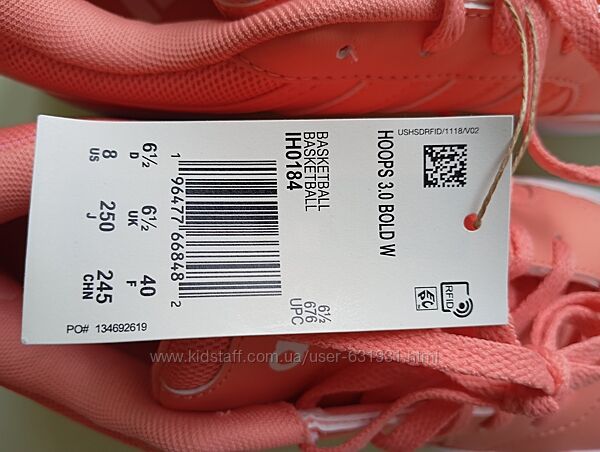 USHSDRFID/1118/V02
HOOPS 3.0 BOLD W
EPC
RFID
BASKETBALL
BASKETBALL
IH0184
6½
676
UPC
1 96477 66848 2
6½ 6½ 40
D UK F
8 250 245
US J CHN
PO# 134692619
www.kidstaff.com.ua/user-631931.html